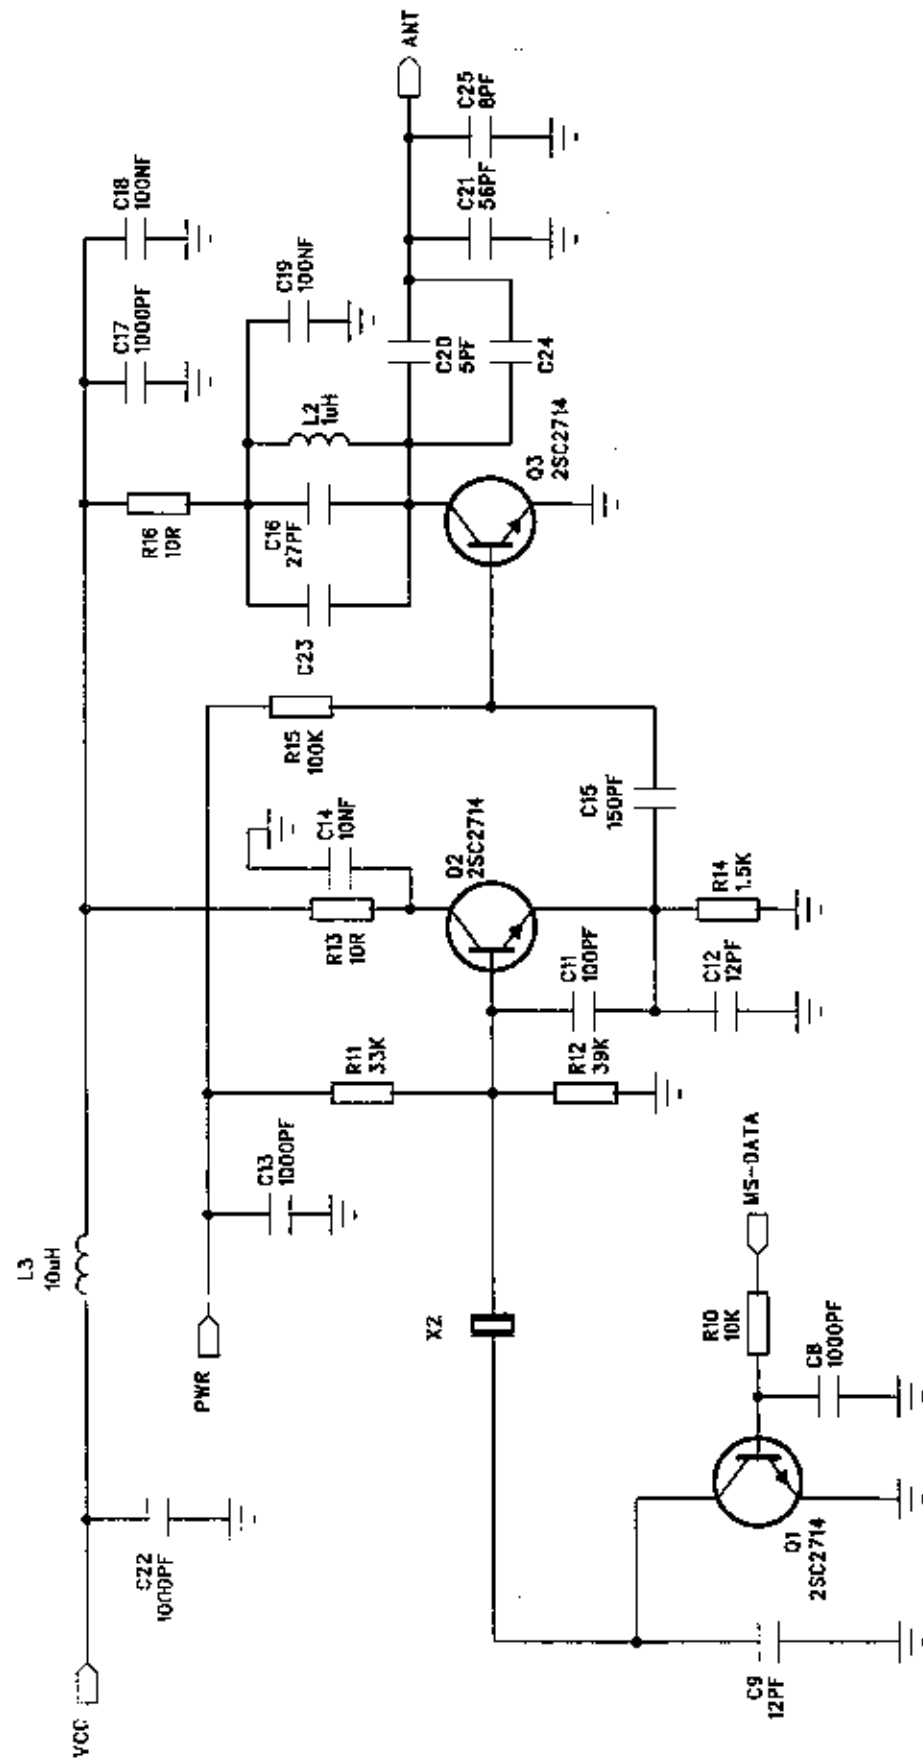 VCC
C22
1000PF
L3
10uH
PWR
C13
1000PF
R11
33K
R13
10R
C14
10NF
R15
100K
R16
10R
C17
1000PF
C18
100NF
C23
C16
27PF
L2
1uH
C19
100NF
X2
R12
39K
C11
100PF
Q2
2SC2714
C12
12PF
R14
1.5K
C15
150PF
Q3
2SC2714
C20
5PF
C24
C21
56PF
C25
8PF
ANT
C9
12PF
Q1
2SC2714
C8
1000PF
R10
10K
MS-DATA